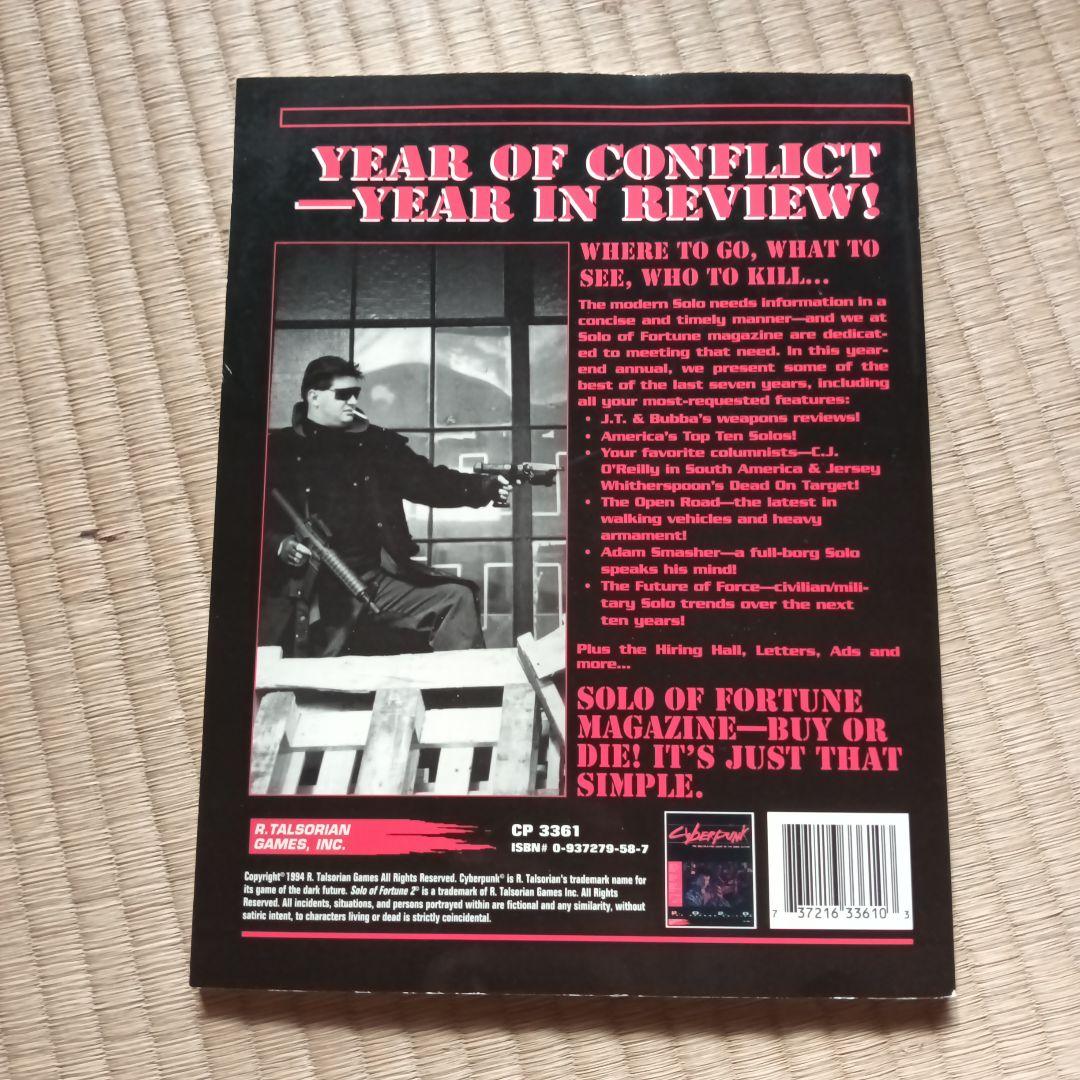 YEAR OF CONFLICT
—YEAR IN REVIEW!
WHERE TO GO, WHAT TO
SEE, WHO TO KILL...
The modern Solo needs information in a
concise and timely manner—and we at
Solo of Fortune magazine are dedicat-
ed to meeting that need. In this year-
end annual, we present some of the
best of the last seven years, including
all your most-requested features:
• J.T. & Bubba's weapons reviews!
• America's Top Ten Solos!
• Your favorite columnists—C.J.
O'Reilly in South America & Jersey
Whitherspoon's Dead On Target!
• The Open Road—the latest in
walking vehicles and heavy
armament!
• Adam Smasher—a full-borg Solo
speaks his mind!
• The Future of Force—civilian/mili-
tary Solo trends over the next
ten years!
Plus the Hiring Hall, Letters, Ads and
more...
SOLO OF FORTUNE
MAGAZINE—BUY OR
DIE! IT'S JUST THAT
SIMPLE.
R.TALSORIAN
GAMES, INC.
CP 3361
ISBN# 0-937279-58-7
Copyright© 1994 R. Talsorian Games All Rights Reserved. Cyberpunk® is R. Talsorian's trademark name for
its game of the dark future. Solo of Fortune 2® is a trademark of R. Talsorian Games Inc. All Rights
Reserved. All incidents, situations, and persons portrayed within are fictional and any similarity, without
satiric intent, to characters living or dead is strictly coincidental.
CYBERPUNK
7 37216 33610 3